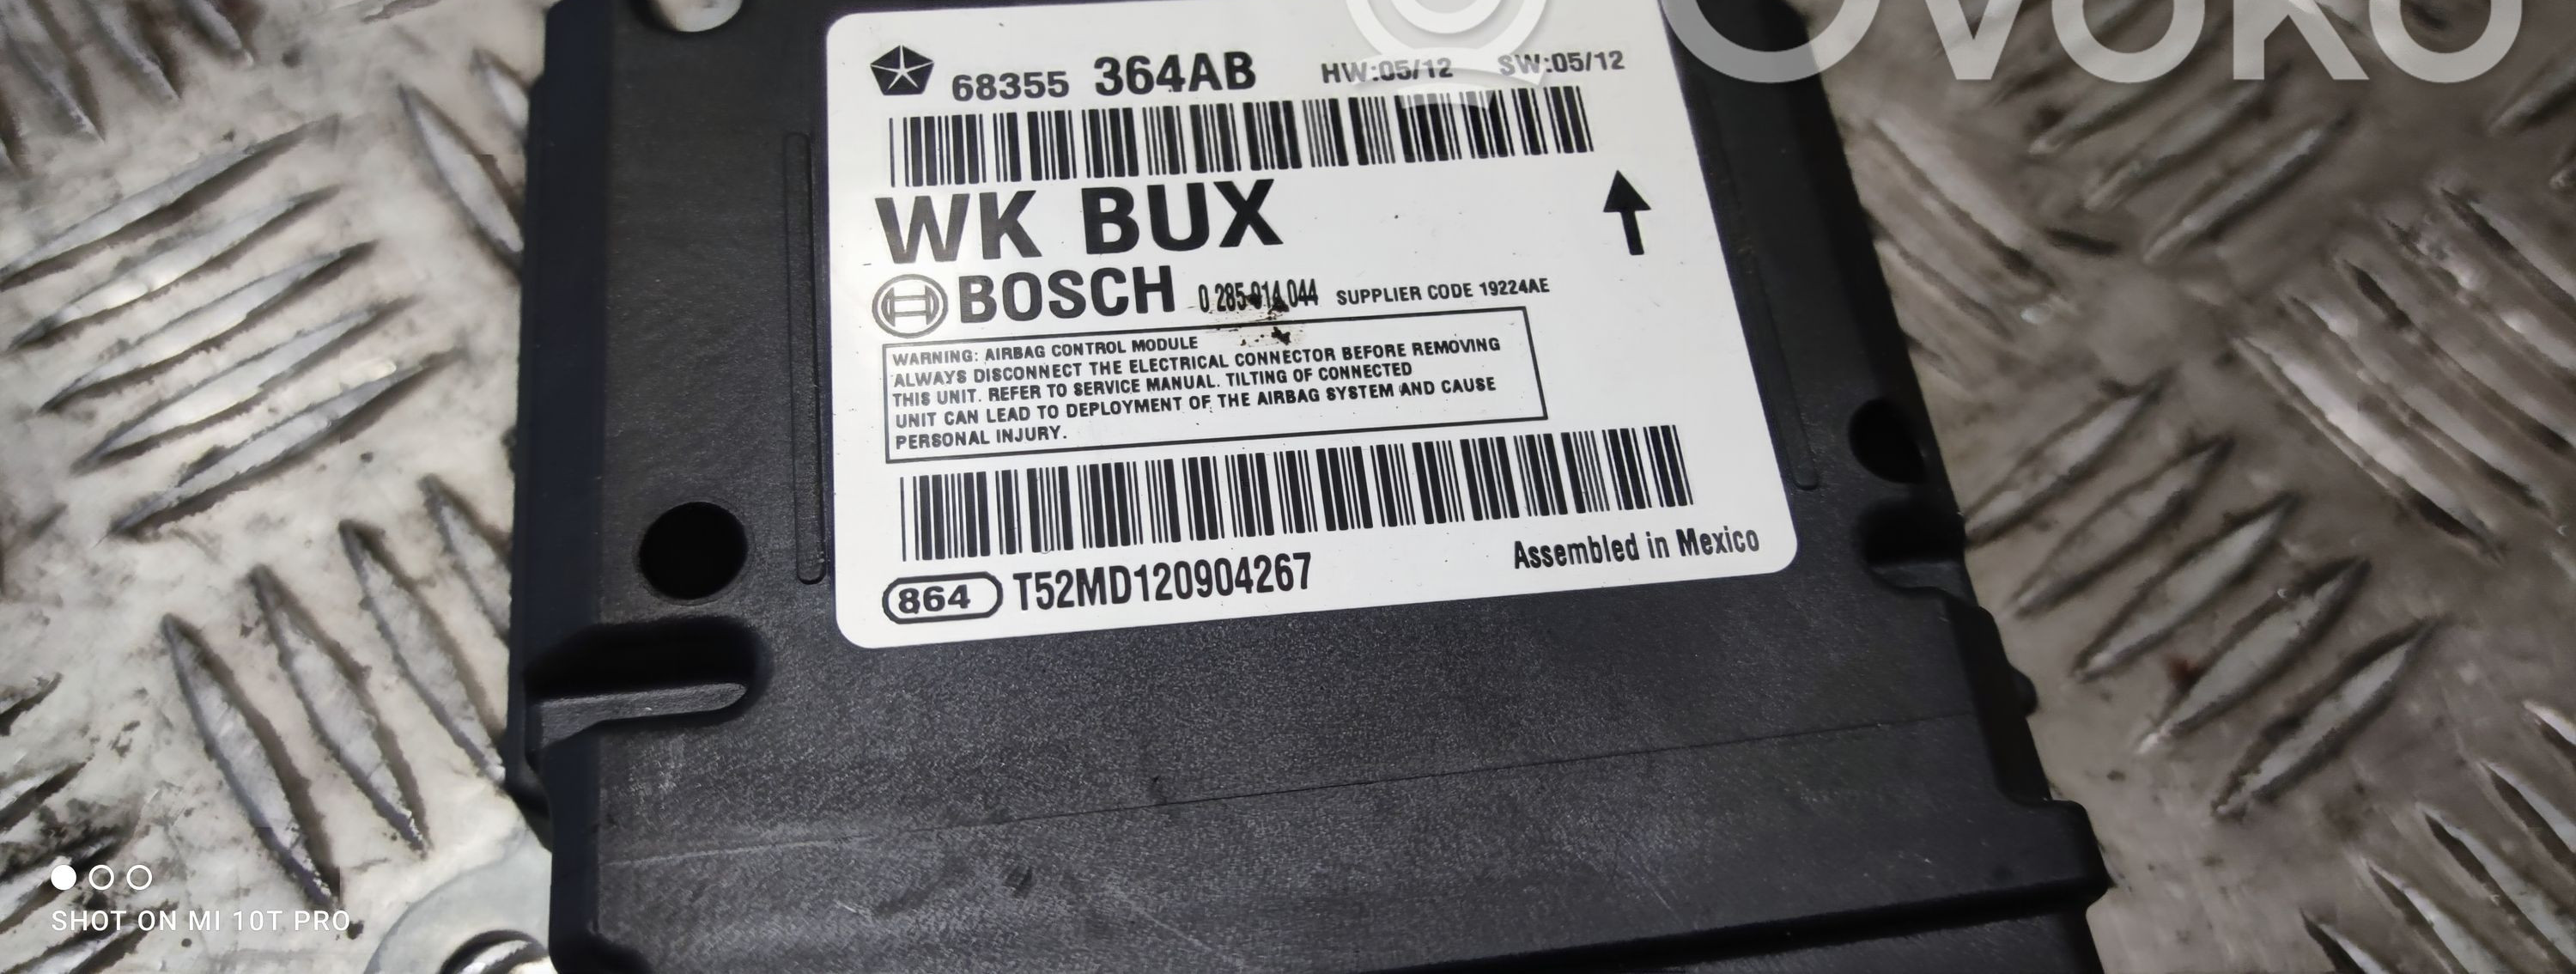 OVOKO
68355 364AB HW:05/12 SW:05/12
WK BUX
BOSCH 0 285 014 044 SUPPLIER CODE 19224AE
WARNING: AIRBAG CONTROL MODULE
ALWAYS DISCONNECT THE ELECTRICAL CONNECTOR BEFORE REMOVING
THIS UNIT. REFER TO SERVICE MANUAL. TILTING OF CONNECTED
UNIT CAN LEAD TO DEPLOYMENT OF THE AIRBAG SYSTEM AND CAUSE
PERSONAL INJURY.
864 T52MD120904267
Assembled in Mexico
SHOT ON MI 10T PRO